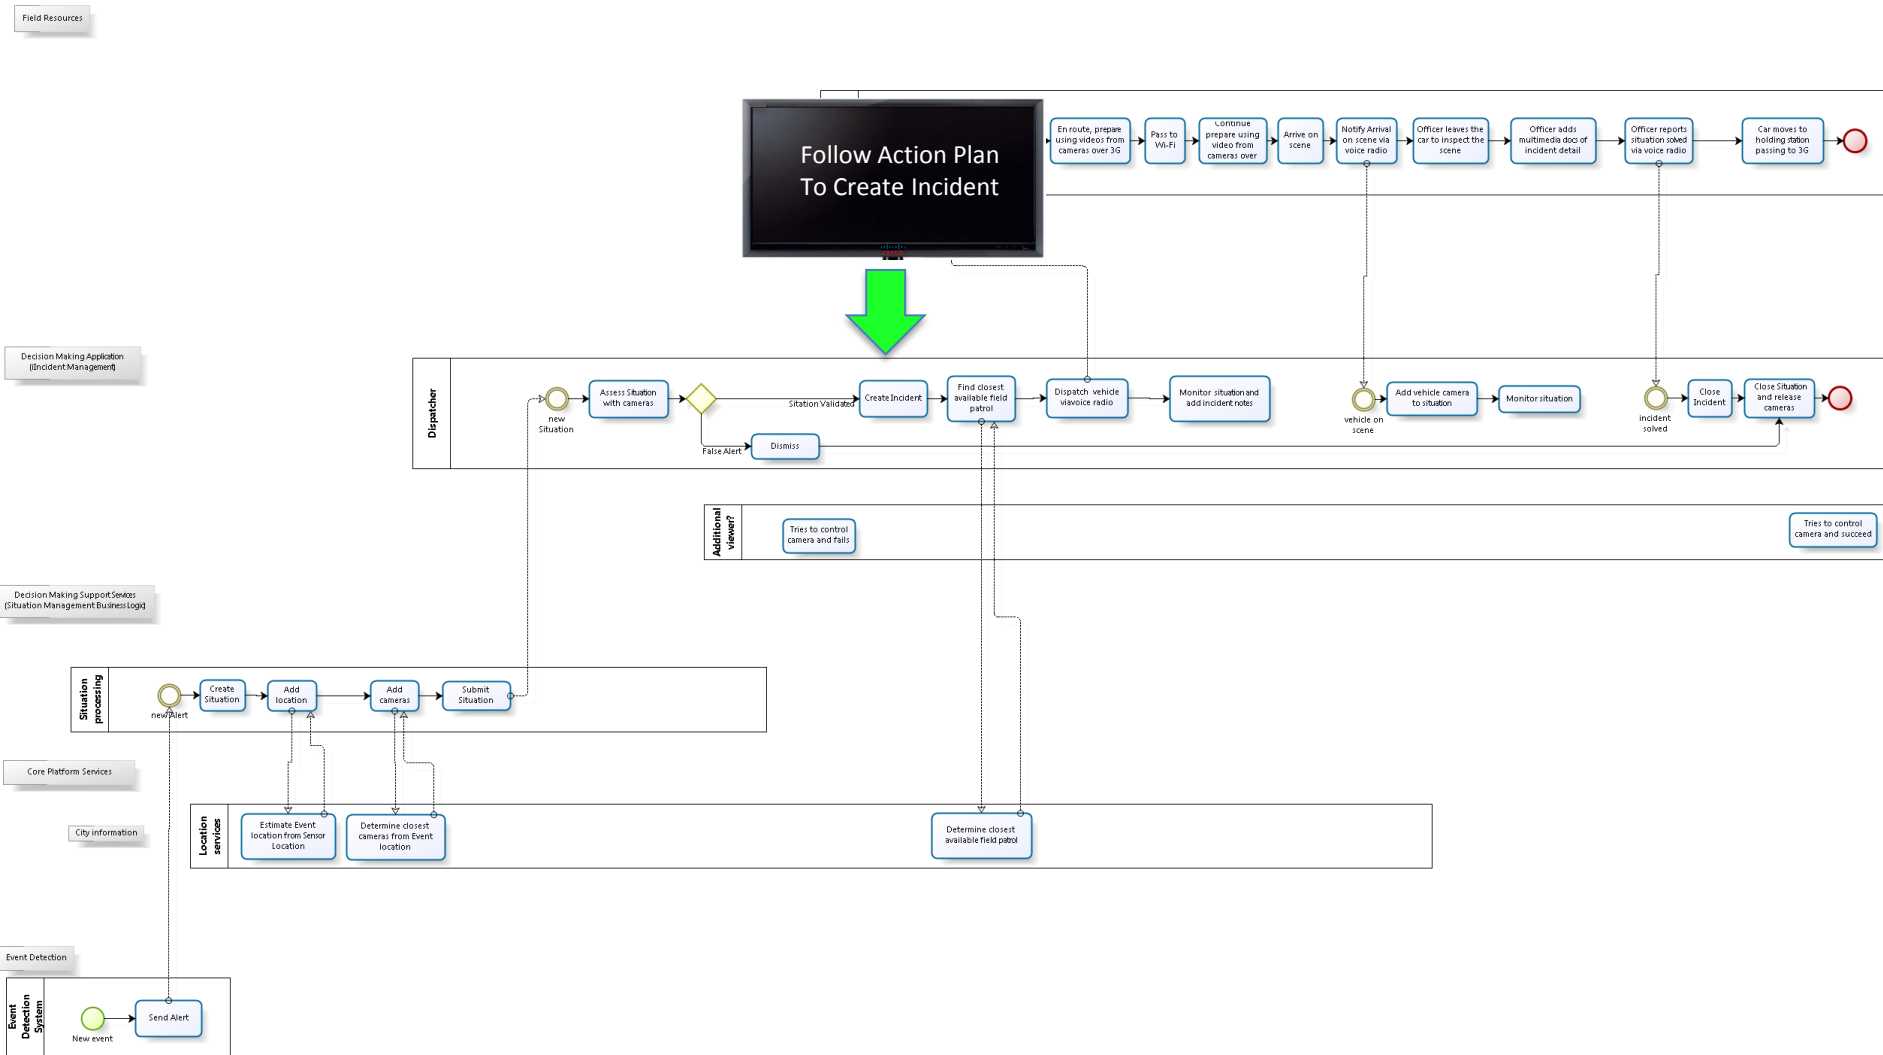 Field Resources
Follow Action Plan
To Create Incident
En route, prepare
using videos from
cameras over 3G
Pass to
Wi-Fi
Continue
prepare using
video from
cameras over
Arrive on
scene
Notify Arrival
on scene via
voice radio
Officer leaves the
car to inspect the
scene
Officer adds
multimedia docs of
incident detail
Officer reports
situation solved
via voice radio
Car moves to
holding station
passing to 3G
Decision Making Application
(iIncident Management)
Dispatcher
new
Situation
Assess Situation
with cameras
Sitation Validated
False Alert
Dismiss
Create Incident
Find closest
available field
patrol
Dispatch vehicle
viavoice radio
Monitor situation and
add incident notes
vehicle on
scene
Add vehicle camera
to situation
Monitor situation
incident
solved
Close
Incident
Close Situation
and release
cameras
Additional
viewer?
Tries to control
camera and fails
Tries to control
camera and succeed
Decision Making Support Services
(Situation Management Business Logic)
Situation
processing
new Alert
Create
Situation
Add
location
Add
cameras
Submit
Situation
Core Platform Services
City information
Location
services
Estimate Event
location from Sensor
Location
Determine closest
cameras from Event
location
Determine closest
available field patrol
Event Detection
Event
Detection
System
New event
Send Alert